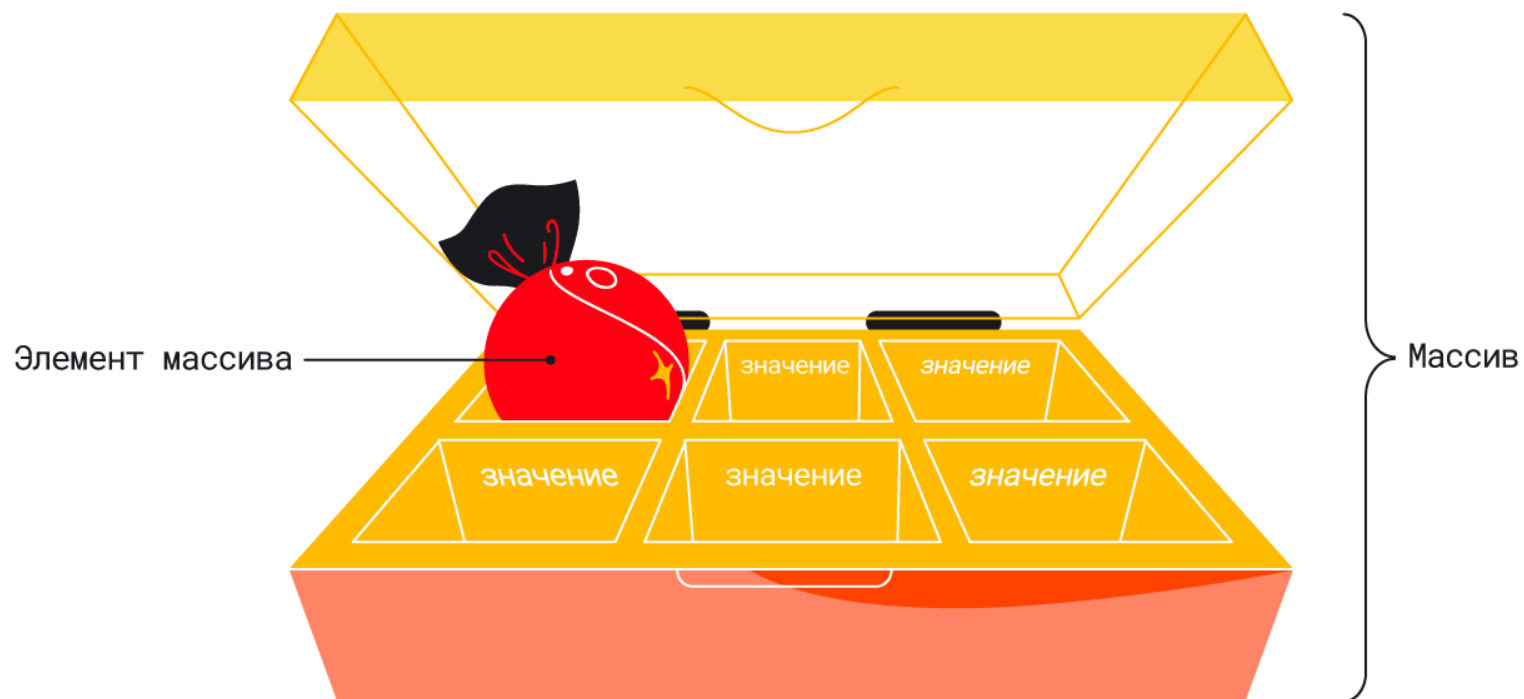 Элемент массива
значение
значение
значение
значение
значение
Массив